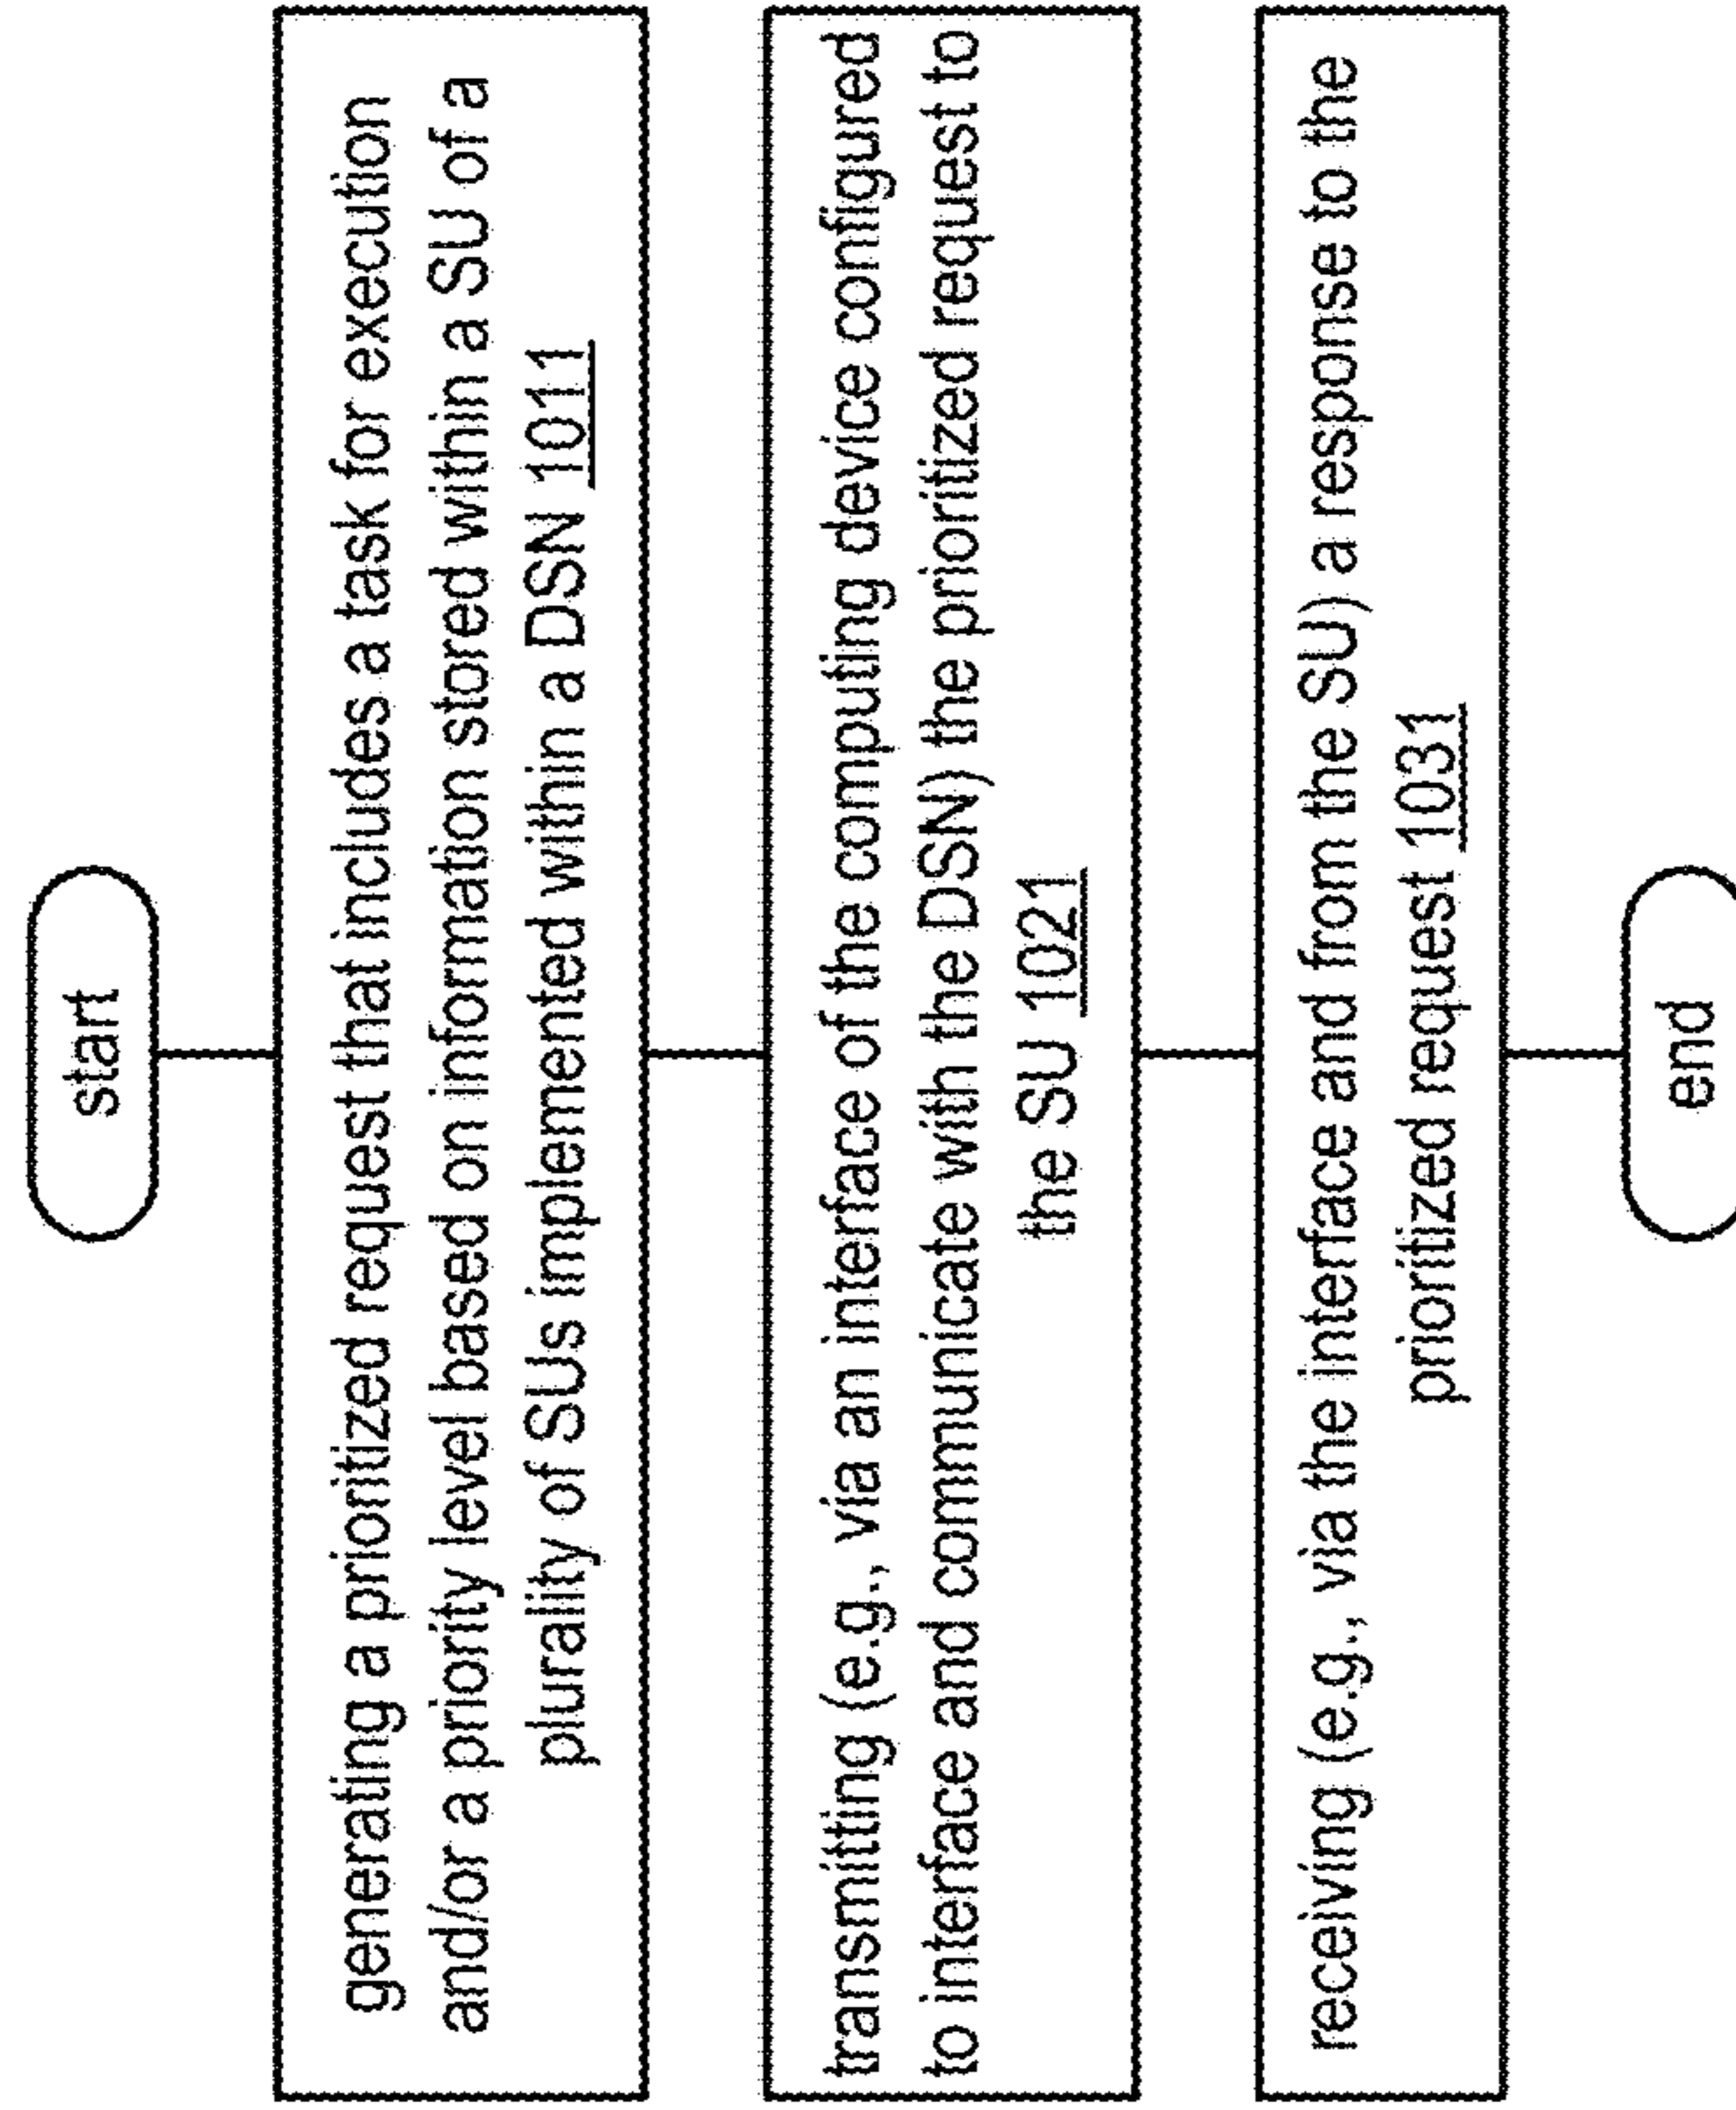 start
generating a prioritized request that includes a task for execution
and/or a priority level based on information stored within a SU of a
plurality of SUs implemented within a DSN 1011
transmitting (e.g., via an interface of the computing device configured
to interface and communicate with the DSN) the prioritized request to
the SU 1021
receiving (e.g., via the interface and from the SU) a response to the
prioritized request 1031
end